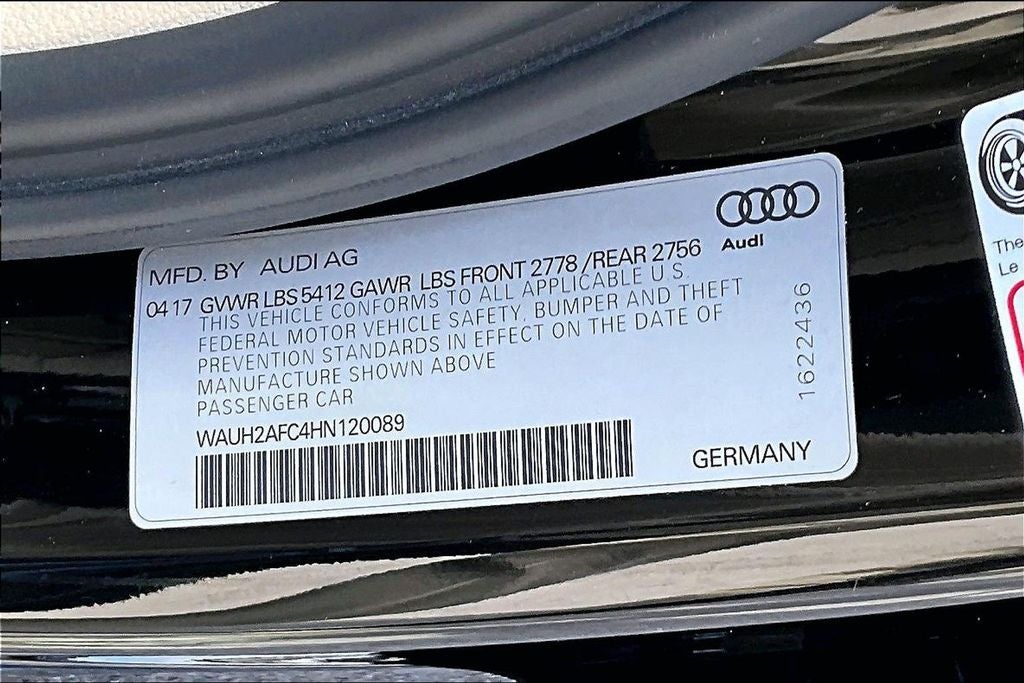 Audi
MFD. BY AUDI AG
04 17 GVWR LBS 5412 GAWR LBS FRONT 2778 /REAR 2756
THIS VEHICLE CONFORMS TO ALL APPLICABLE U.S.
FEDERAL MOTOR VEHICLE SAFETY, BUMPER AND THEFT
PREVENTION STANDARDS IN EFFECT ON THE DATE OF
MANUFACTURE SHOWN ABOVE
PASSENGER CAR
WAUH2AFC4HN120089
GERMANY
1622436
The
Le